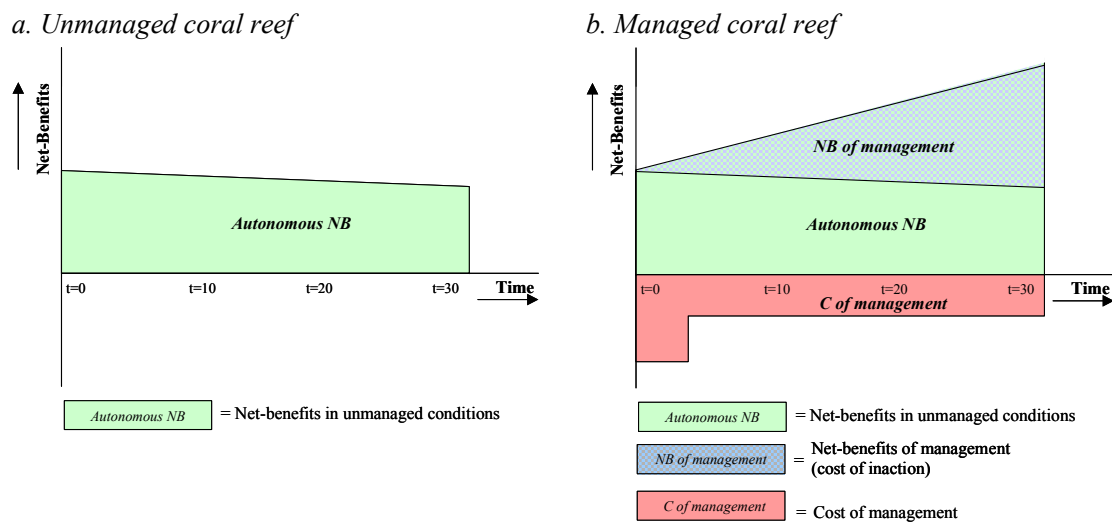 a. Unmanaged coral reef
Net-Benefits
Autonomous NB
t=0
t=10
t=20
t=30
Time
Autonomous NB
= Net-benefits in unmanaged conditions
b. Managed coral reef
Net-Benefits
NB of management
Autonomous NB
t=0
t=10
t=20
t=30
Time
C of management
Autonomous NB
= Net-benefits in unmanaged conditions
NB of management
= Net-benefits of management
(cost of inaction)
C of management
= Cost of management